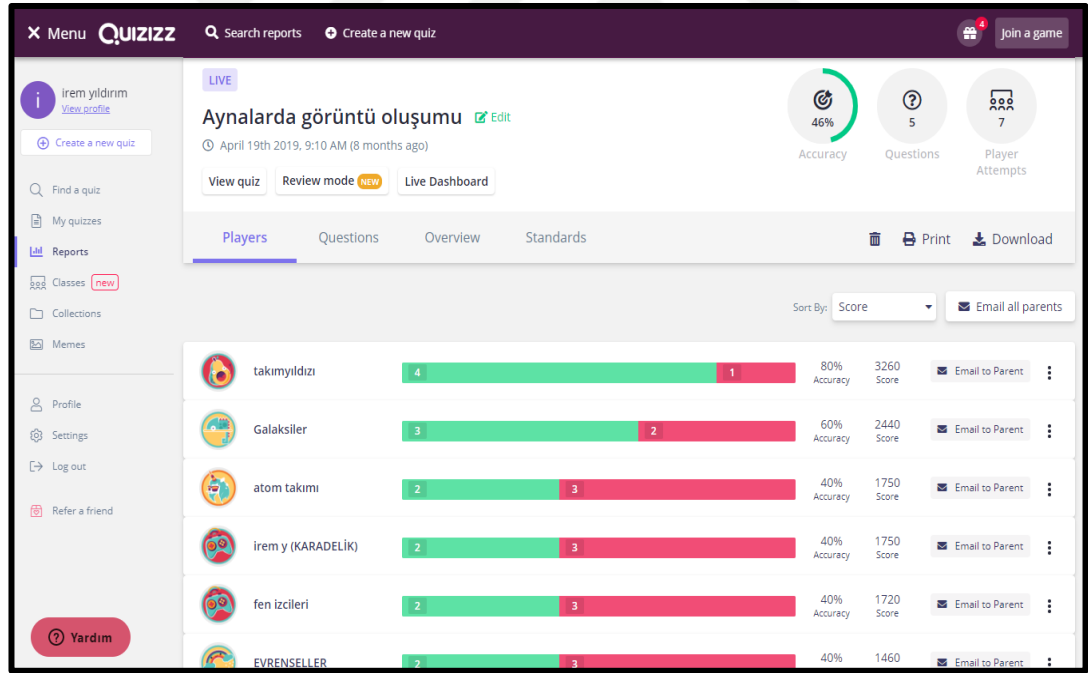 Menu QUIZIZZ Search reports Create a new quiz 4 Join a game
i irem yıldırım
View profile
Create a new quiz
Find a quiz
My quizzes
Reports
Classes new
Collections
Memes
Profile
Settings
Log out
Refer a friend
? Yardım
LIVE
Aynalarda görüntü oluşumu Edit
April 19th 2019, 9:10 AM (8 months ago)
View quiz Review mode NEW Live Dashboard
46%
Accuracy
5
Questions
7
Player
Attempts
Players Questions Overview Standards Print Download
Sort By: Score Email all parents
takımyıldızı 4 1 80% Accuracy 3260 Score Email to Parent
Galaksiler 3 2 60% Accuracy 2440 Score Email to Parent
atom takımı 2 3 40% Accuracy 1750 Score Email to Parent
irem y (KARADELİK) 2 3 40% Accuracy 1750 Score Email to Parent
fen izcileri 2 3 40% Accuracy 1720 Score Email to Parent
EVRENSELLER 2 3 40% 1460 Email to Parent